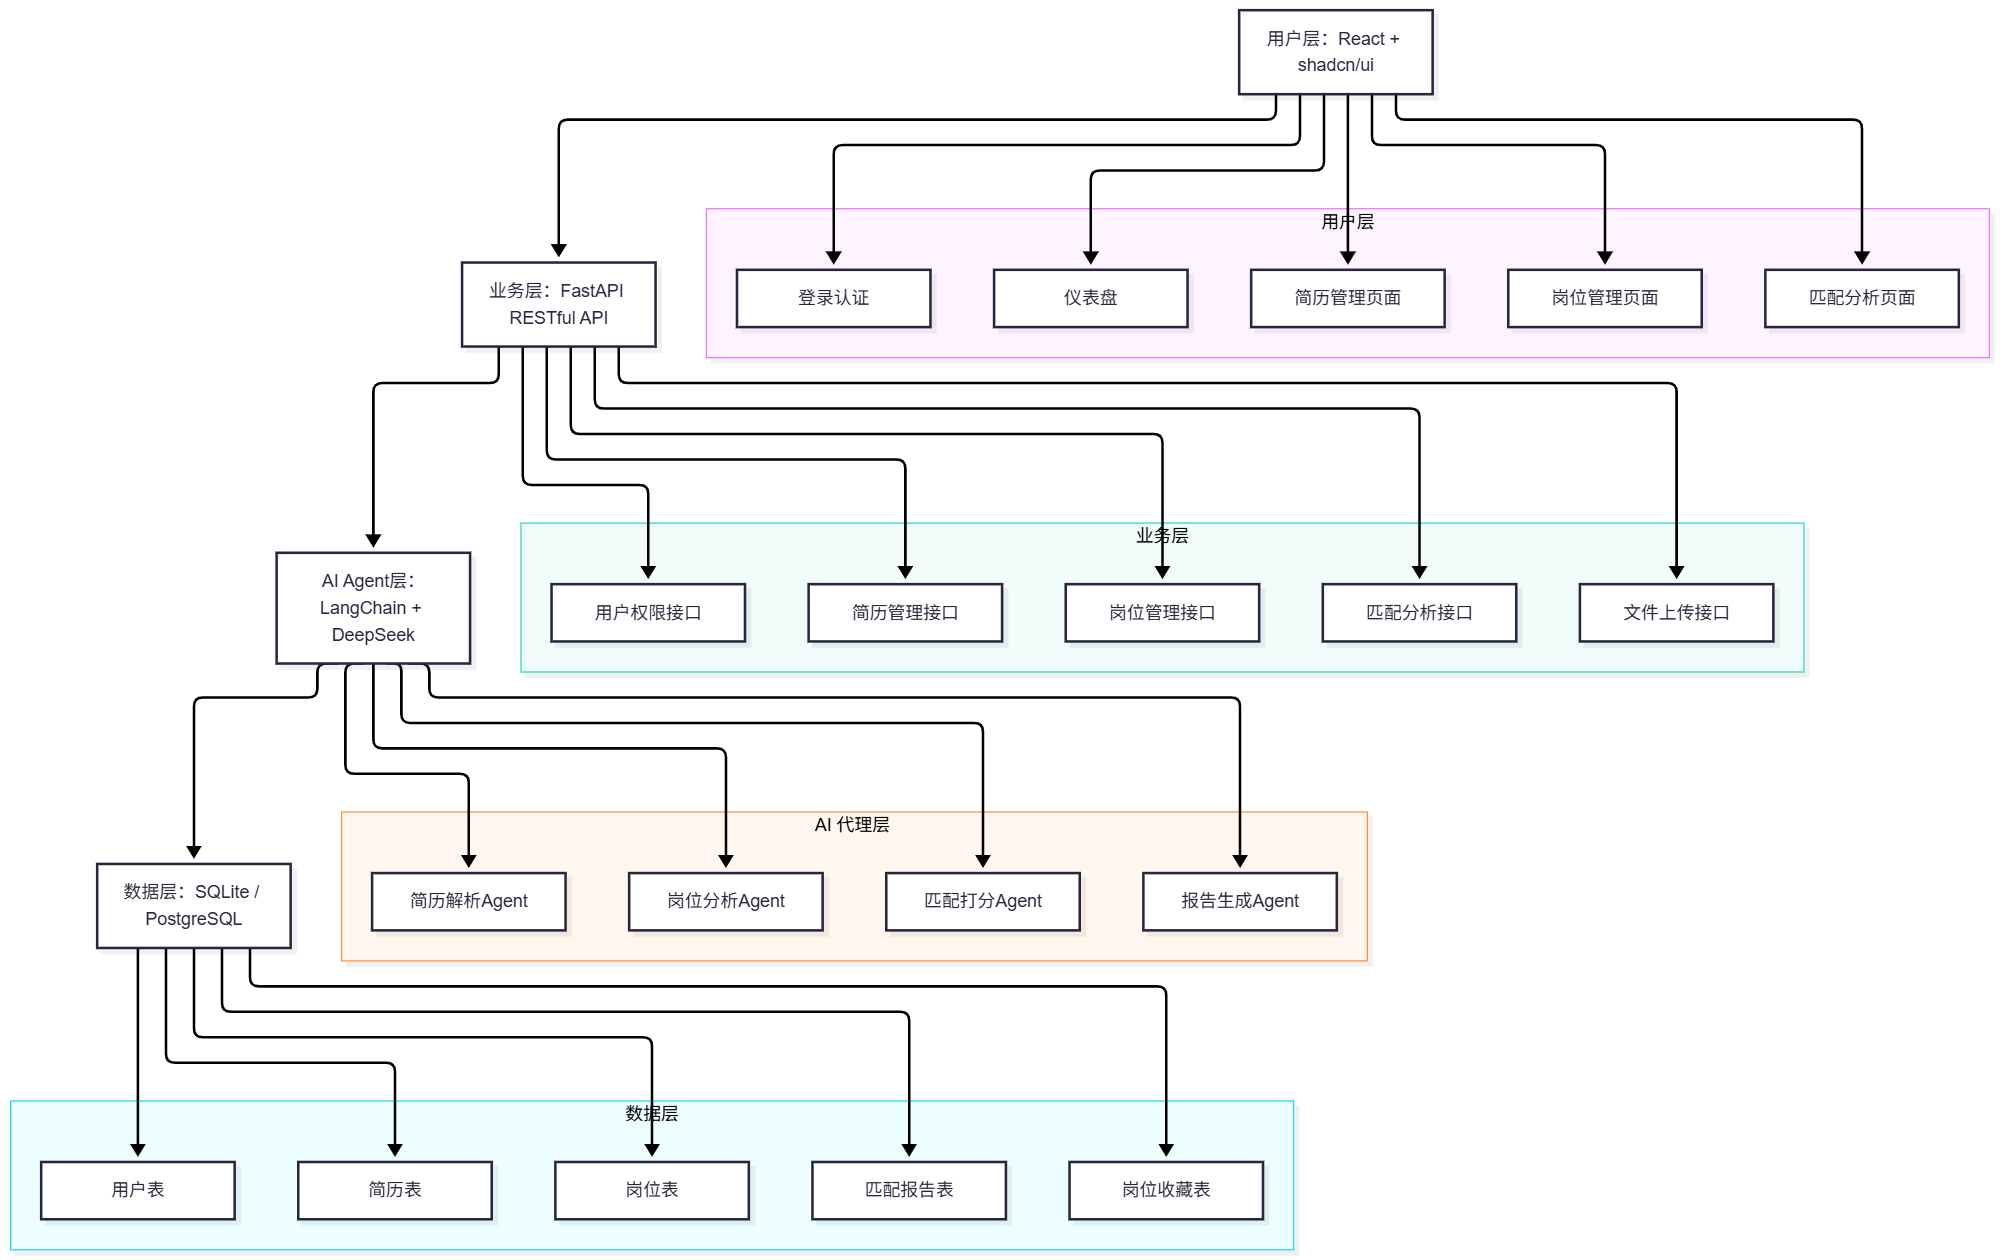 用户层：React +
shadcn/ui
用户层
登录认证
仪表盘
简历管理页面
岗位管理页面
匹配分析页面
业务层：FastAPI
RESTful API
业务层
用户权限接口
简历管理接口
岗位管理接口
匹配分析接口
文件上传接口
AI Agent层：
LangChain +
DeepSeek
AI 代理层
简历解析Agent
岗位分析Agent
匹配打分Agent
报告生成Agent
数据层：SQLite /
PostgreSQL
数据层
用户表
简历表
岗位表
匹配报告表
岗位收藏表